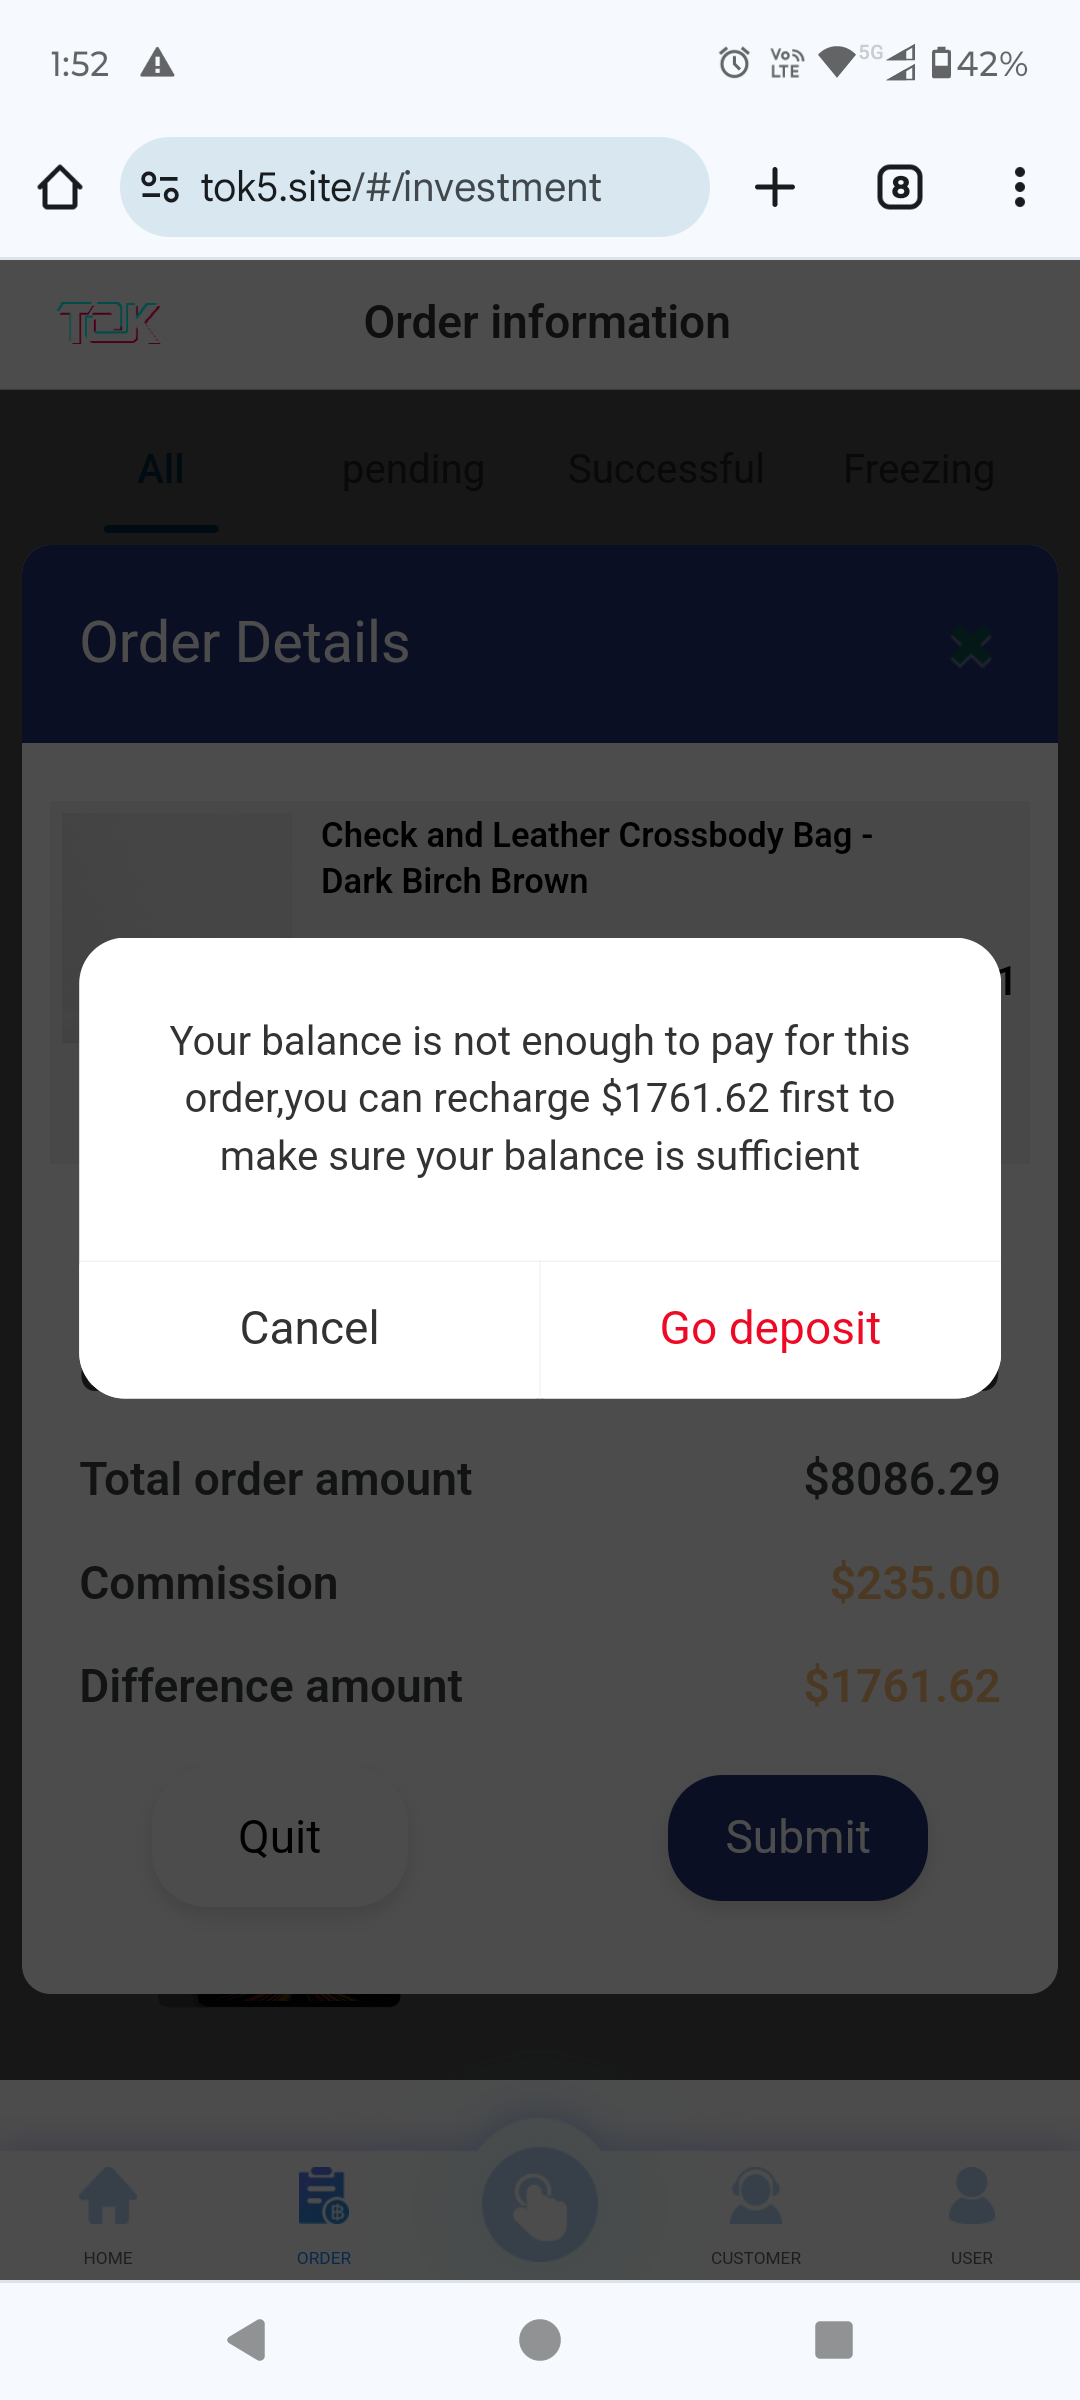 1:52
Vo LTE
5G
42%
tok5.site/#/investment
8
TOK
Order information
All
pending
Successful
Freezing
Order Details
Check and Leather Crossbody Bag -
Dark Birch Brown
1
Your balance is not enough to pay for this
order,you can recharge $1761.62 first to
make sure your balance is sufficient
Cancel
Go deposit
Total order amount
$8086.29
Commission
$235.00
Difference amount
$1761.62
Quit
Submit
HOME
ORDER
CUSTOMER
USER